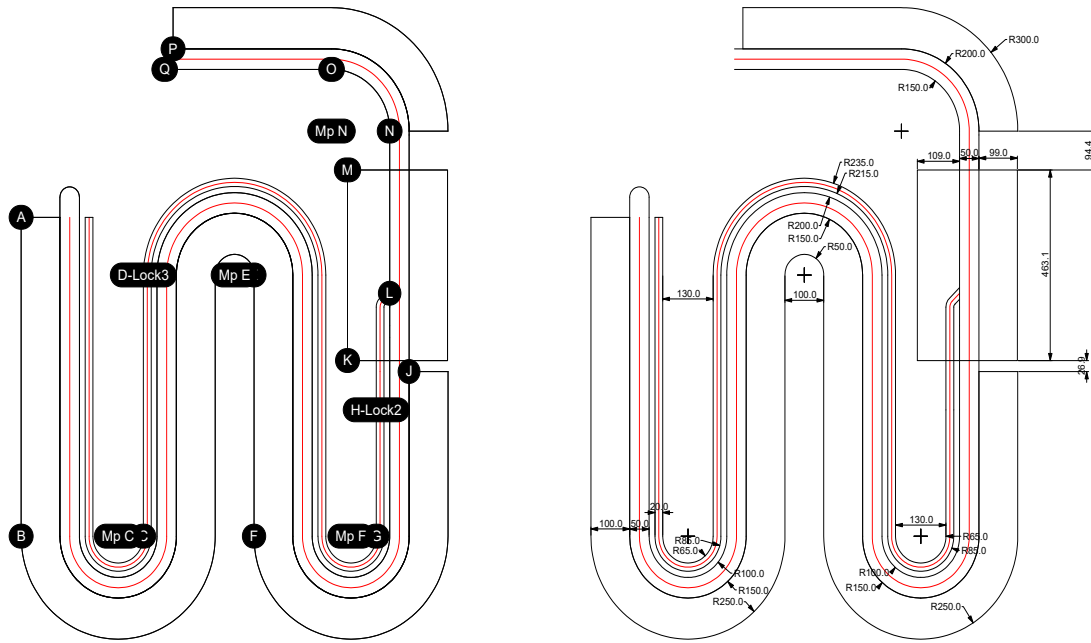 P
Q
O
Mp N
N
M
A
D-Lock3
Mp E
L
K
J
H-Lock2
B
Mp C
C
F
Mp F
G
R300.0
R200.0
R150.0
109.0
50.0
99.0
94.4
R235.0
R215.0
R200.0
R150.0
R50.0
130.0
100.0
463.1
26.9
20.0
100.0
50.0
R85.0
R65.0
R100.0
R150.0
R250.0
130.0
R65.0
R85.0
R100.0
R150.0
R250.0